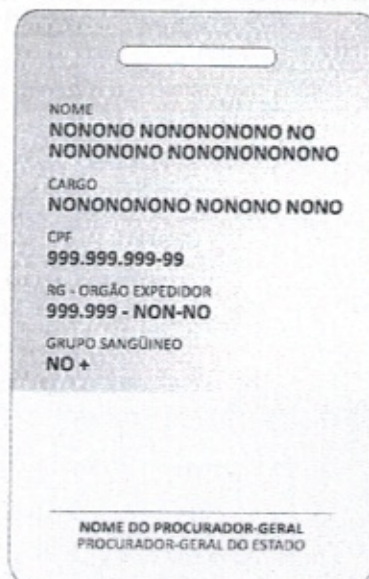 NOME
NONONO NONONONONO NO
NONONONO NONONONONONO
CARGO
NONONONONO NONONO NONO
CPF
999.999.999-99
RG - ORGÃO EXPEDIDOR
999.999 - NON-NO
GRUPO SANGÜINEO
NO +
NOME DO PROCURADOR-GERAL
PROCURADOR-GERAL DO ESTADO